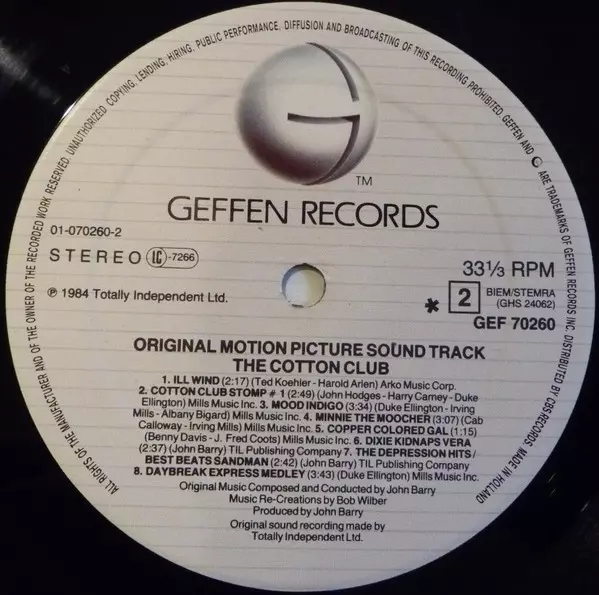 ALL RIGHTS OF THE MANUFACTURER AND OF THE OWNER OF THE RECORDED WORK RESERVED. UNAUTHORIZED COPYING, LENDING, HIRING, PUBLIC PERFORMANCE, DIFFUSION AND BROADCASTING OF THIS RECORDING PROHIBITED. GEFFEN AND G ARE TRADEMARKS OF GEFFEN RECORDS INC. DISTRIBUTED BY CBS RECORDS. MADE IN HOLLAND
G
TM
GEFFEN RECORDS
01-070260-2
STEREO LC-7266
33⅓ RPM
℗ 1984 Totally Independent Ltd.
* 2 BIEM/STEMRA
(GHS 24062)
GEF 70260
ORIGINAL MOTION PICTURE SOUND TRACK
THE COTTON CLUB
1. ILL WIND (2:17) (Ted Koehler - Harold Arlen) Arko Music Corp.
2. COTTON CLUB STOMP # 1 (2:49) (John Hodges - Harry Carney - Duke
Ellington) Mills Music Inc. 3. MOOD INDIGO (3:34) (Duke Ellington - Irving
Mills - Albany Bigard) Mills Music Inc. 4. MINNIE THE MOOCHER (3:07) (Cab
Calloway - Irving Mills) Mills Music Inc. 5. COPPER COLORED GAL (1:15)
(Benny Davis - J. Fred Coots) Mills Music Inc. 6. DIXIE KIDNAPS VERA
(2:37) (John Barry) TIL Publishing Company 7. THE DEPRESSION HITS/
BEST BEATS SANDMAN (2:42) (John Barry) TIL Publishing Company
8. DAYBREAK EXPRESS MEDLEY (3:43) (Duke Ellington) Mills Music Inc.
Original Music Composed and Conducted by John Barry
Music Re-Creations by Bob Wilber
Produced by John Barry
Original sound recording made by
Totally Independent Ltd.